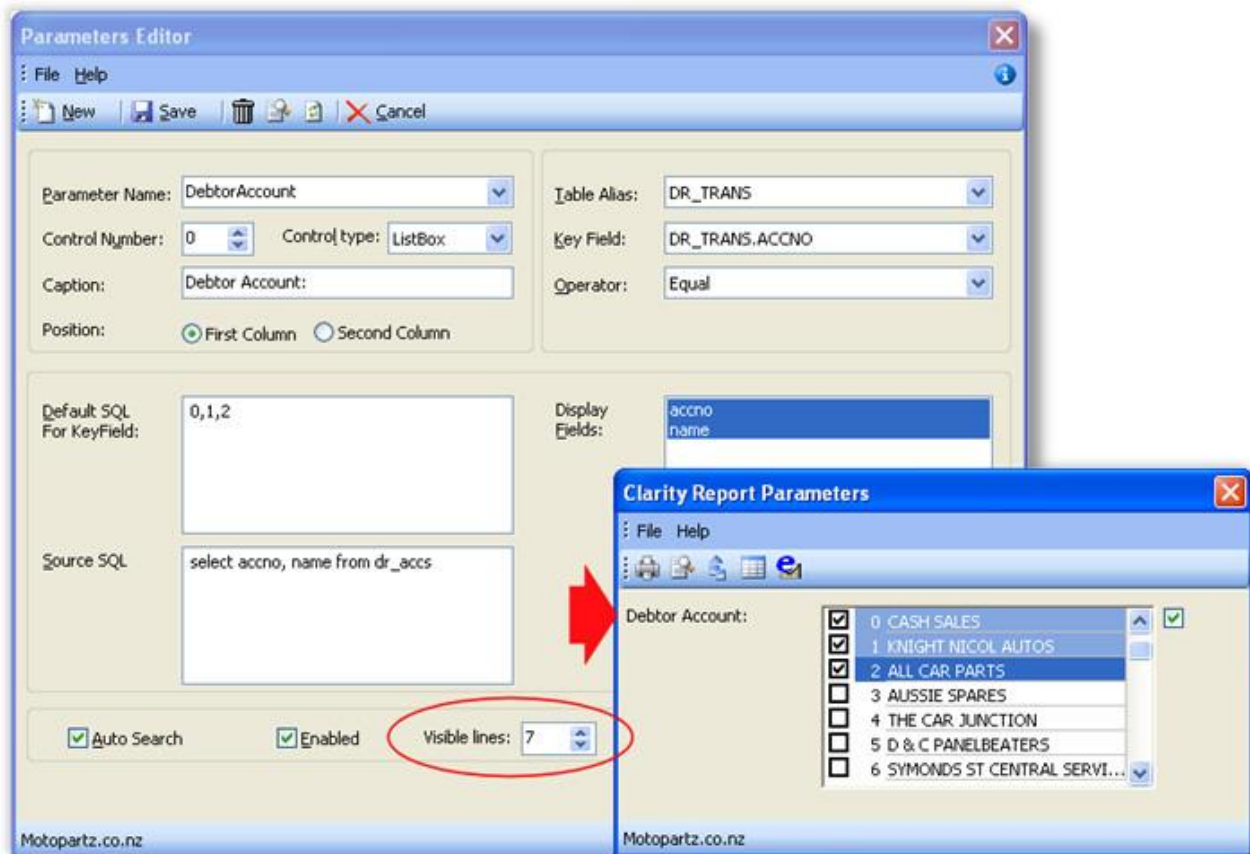 Parameters Editor
File Help
New Save Cancel
Parameter Name: DebtorAccount
Control Number: 0 Control type: ListBox
Caption: Debtor Account:
Position: First Column Second Column
Table Alias: DR_TRANS
Key Field: DR_TRANS.ACCNO
Operator: Equal
Default SQL
For KeyField:
0,1,2
Display
Fields:
accno
name
Source SQL
select accno, name from dr_accs
Auto Search Enabled Visible lines: 7
Motopartz.co.nz
Clarity Report Parameters
File Help
Debtor Account:
0 CASH SALES
1 KNIGHT NICOL AUTOS
2 ALL CAR PARTS
3 AUSSIE SPARES
4 THE CAR JUNCTION
5 D & C PANELBEATERS
6 SYMONDS ST CENTRAL SERVI...
Motopartz.co.nz